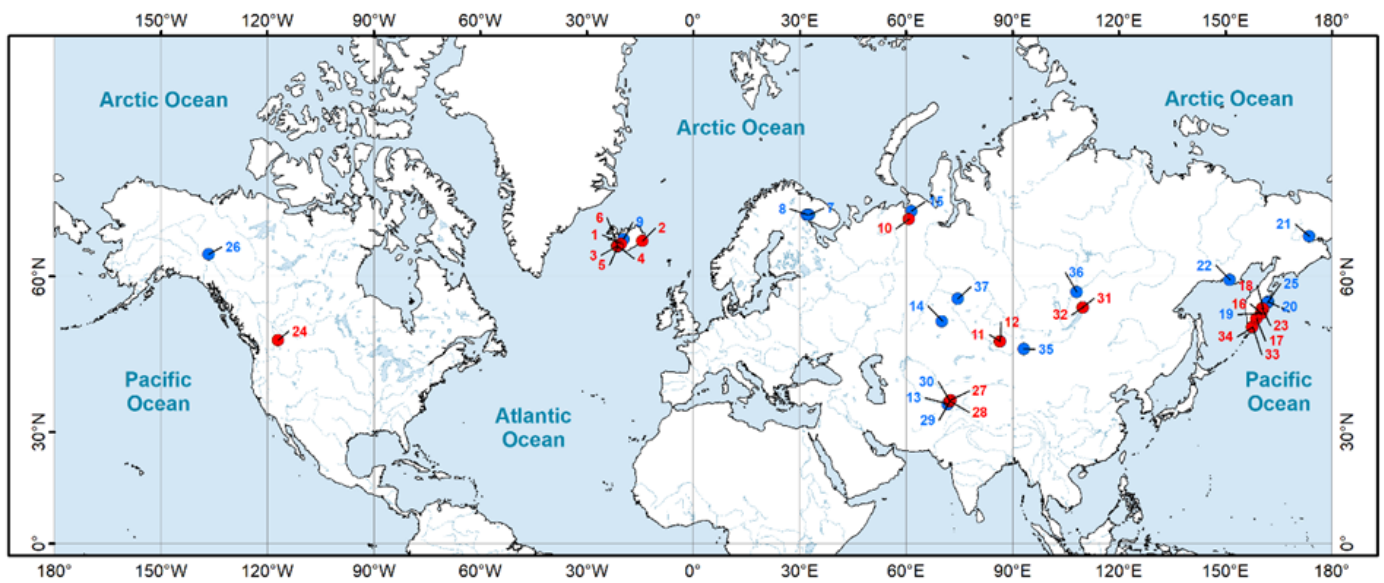 150°W 120°W 90°W 60°W 30°W 0° 30°E 60°E 90°E 120°E 150°E 180°
Arctic Ocean
Arctic Ocean
Arctic Ocean
8 7
15
10
6 9 2
1
3 4
5
21
26
22
36
18 25
37
31
16 20
14
32
19 23
12
24
11
34 17
35
33
60°N
60°N
Pacific
Ocean
Pacific
Ocean
30 27
13
28
29
Atlantic
Ocean
30°N
30°N
0°
0°
180° 150°W 120°W 90°W 60°W 30°W 0° 30°E 60°E 90°E 120°E 150°E 180°